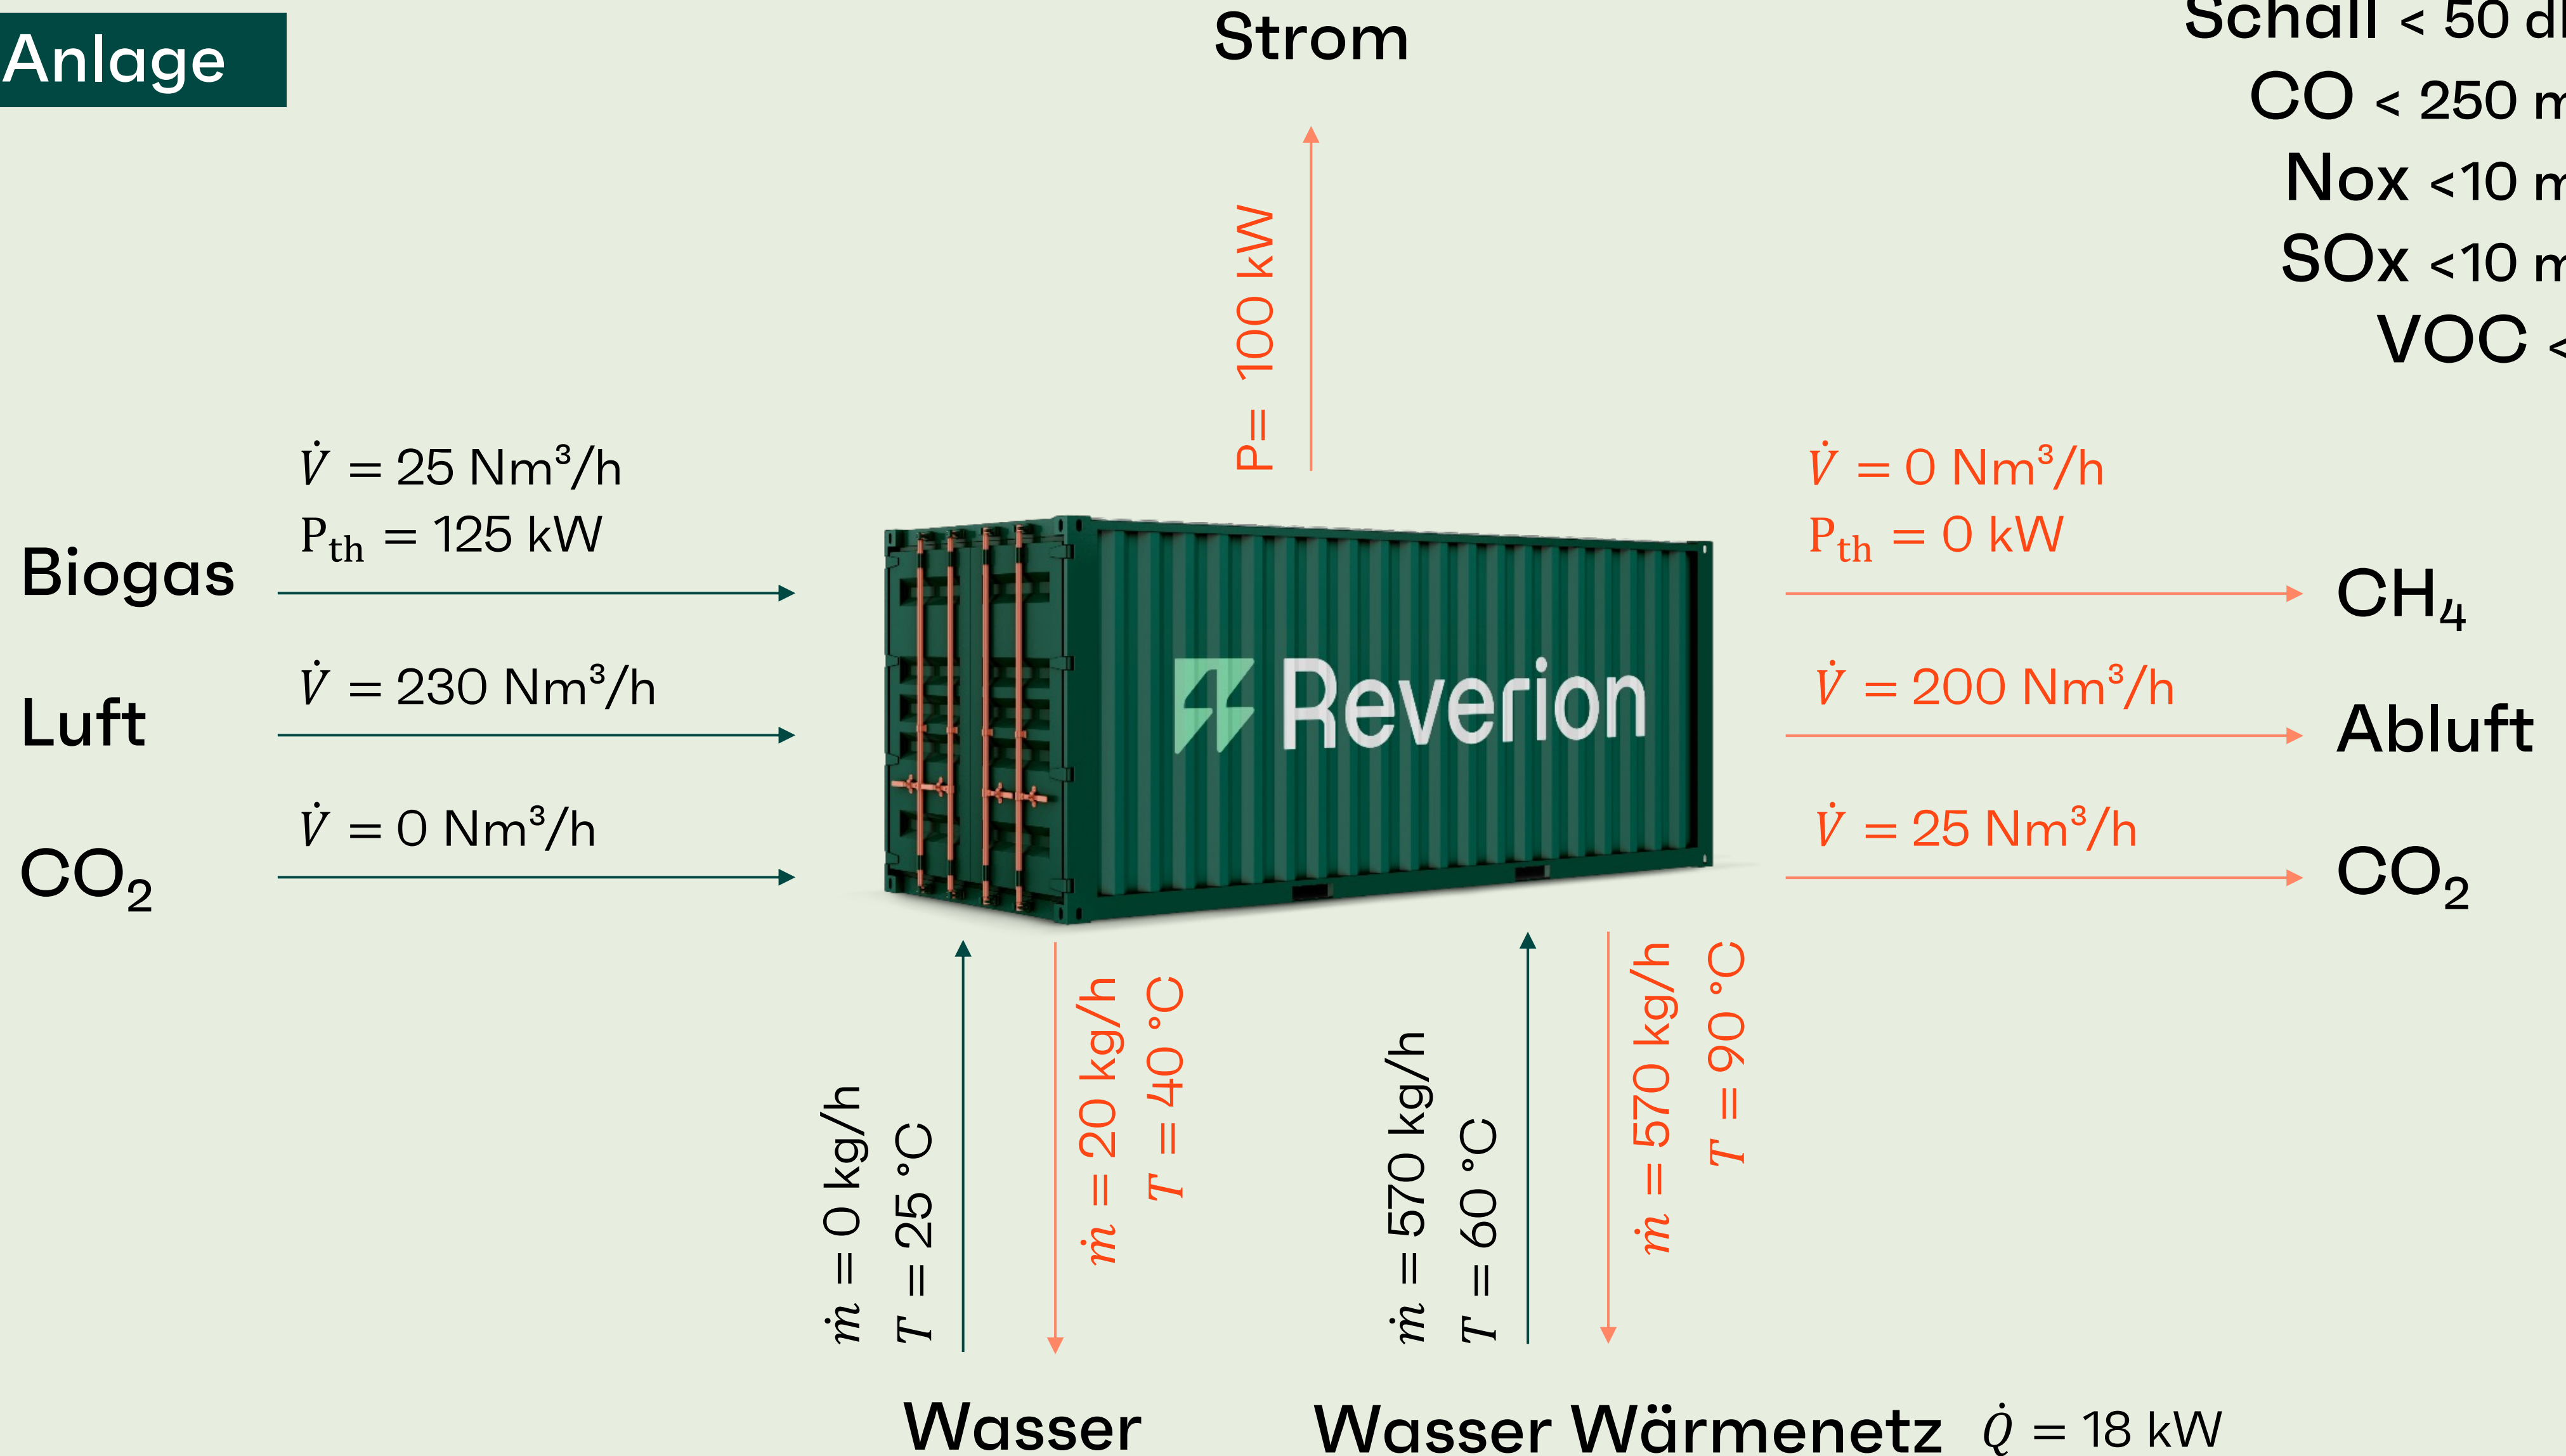 Anlage
Strom
Schall < 50
CO < 250
Nox <10
SOx <10
VOC <
P= 100 kW
V̇ = 25 Nm³/h
P_th = 125 kW
Biogas
V̇ = 230 Nm³/h
Luft
V̇ = 0 Nm³/h
CO₂
Reverion
V̇ = 0 Nm³/h
P_th = 0 kW
CH₄
V̇ = 200 Nm³/h
Abluft
V̇ = 25 Nm³/h
CO₂
ṁ = 0 kg/h
T = 25 °C
ṁ = 20 kg/h
T = 40 °C
ṁ = 570 kg/h
T = 60 °C
ṁ = 570 kg/h
T = 90 °C
Wasser
Wasser Wärmenetz Q̇ = 18 kW